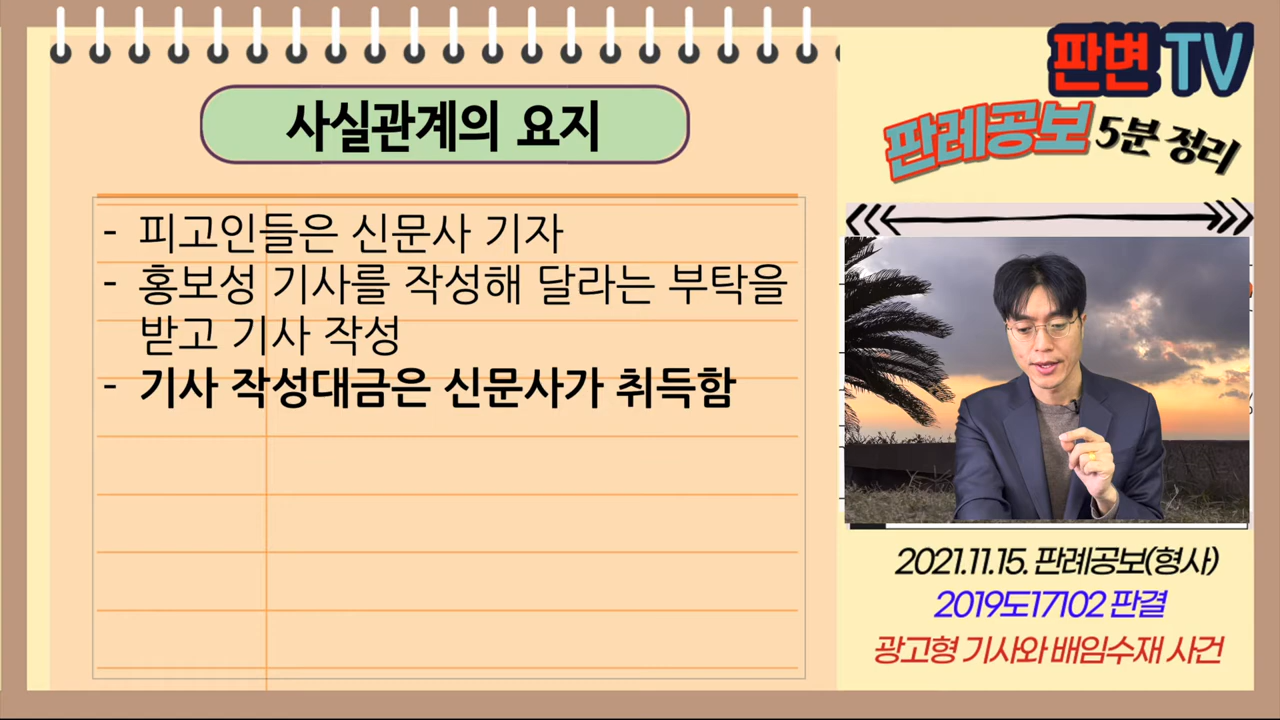 사실관계의 요지
- 피고인들은 신문사 기자
- 홍보성 기사를 작성해 달라는 부탁을
받고 기사 작성
- 기사 작성대금은 신문사가 취득함
판변 TV
판례공보 5분 정리
2021.11.15. 판례공보(형사)
2019도17102 판결
광고형 기사와 배임수재 사건